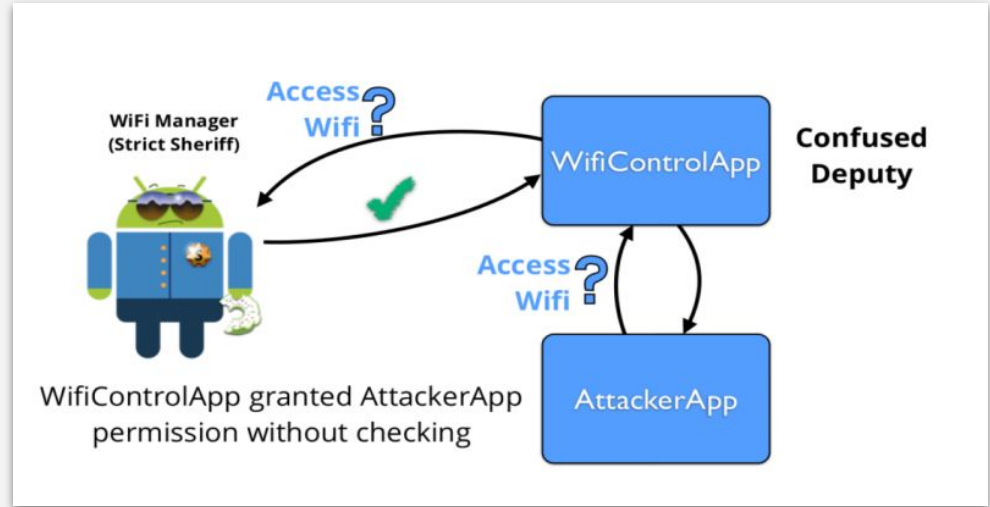 Access
Wifi ?
WiFi Manager
(Strict Sheriff)
WifiControlApp
Confused
Deputy
S
Access
Wifi ?
AttackerApp
WifiControlApp granted AttackerApp
permission without checking